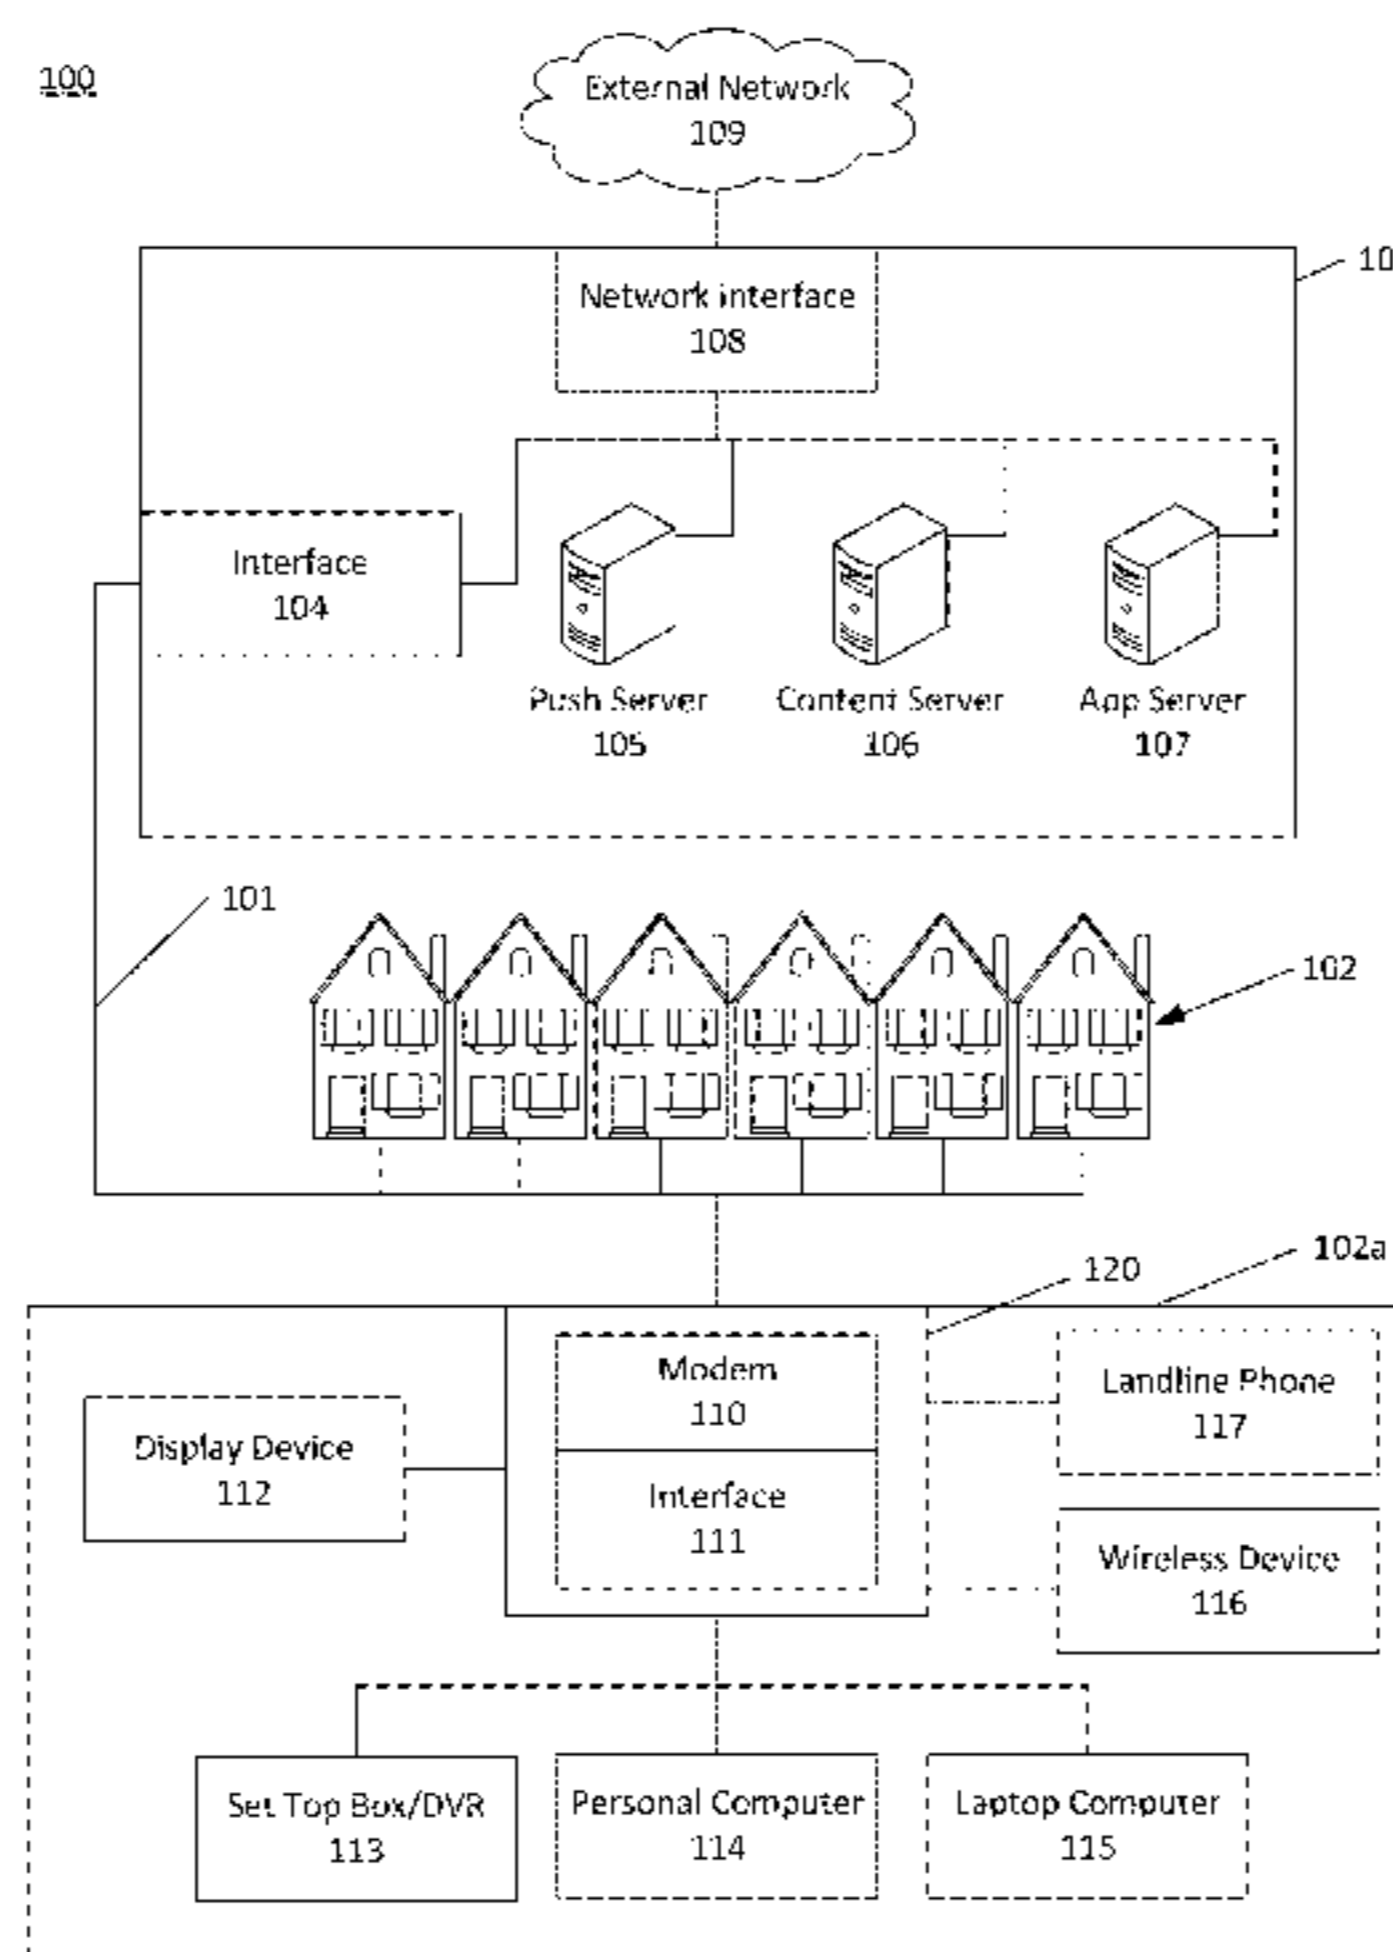 100
External Network
109
10
Network interface
108
Interface
104
Push Server
105
Content Server
106
App Server
107
101
102
102a
120
Modem
110
Landline Phone
117
Display Device
112
Interface
111
Wireless Device
116
Set Top Box/DVR
113
Personal Computer
114
Laptop Computer
115